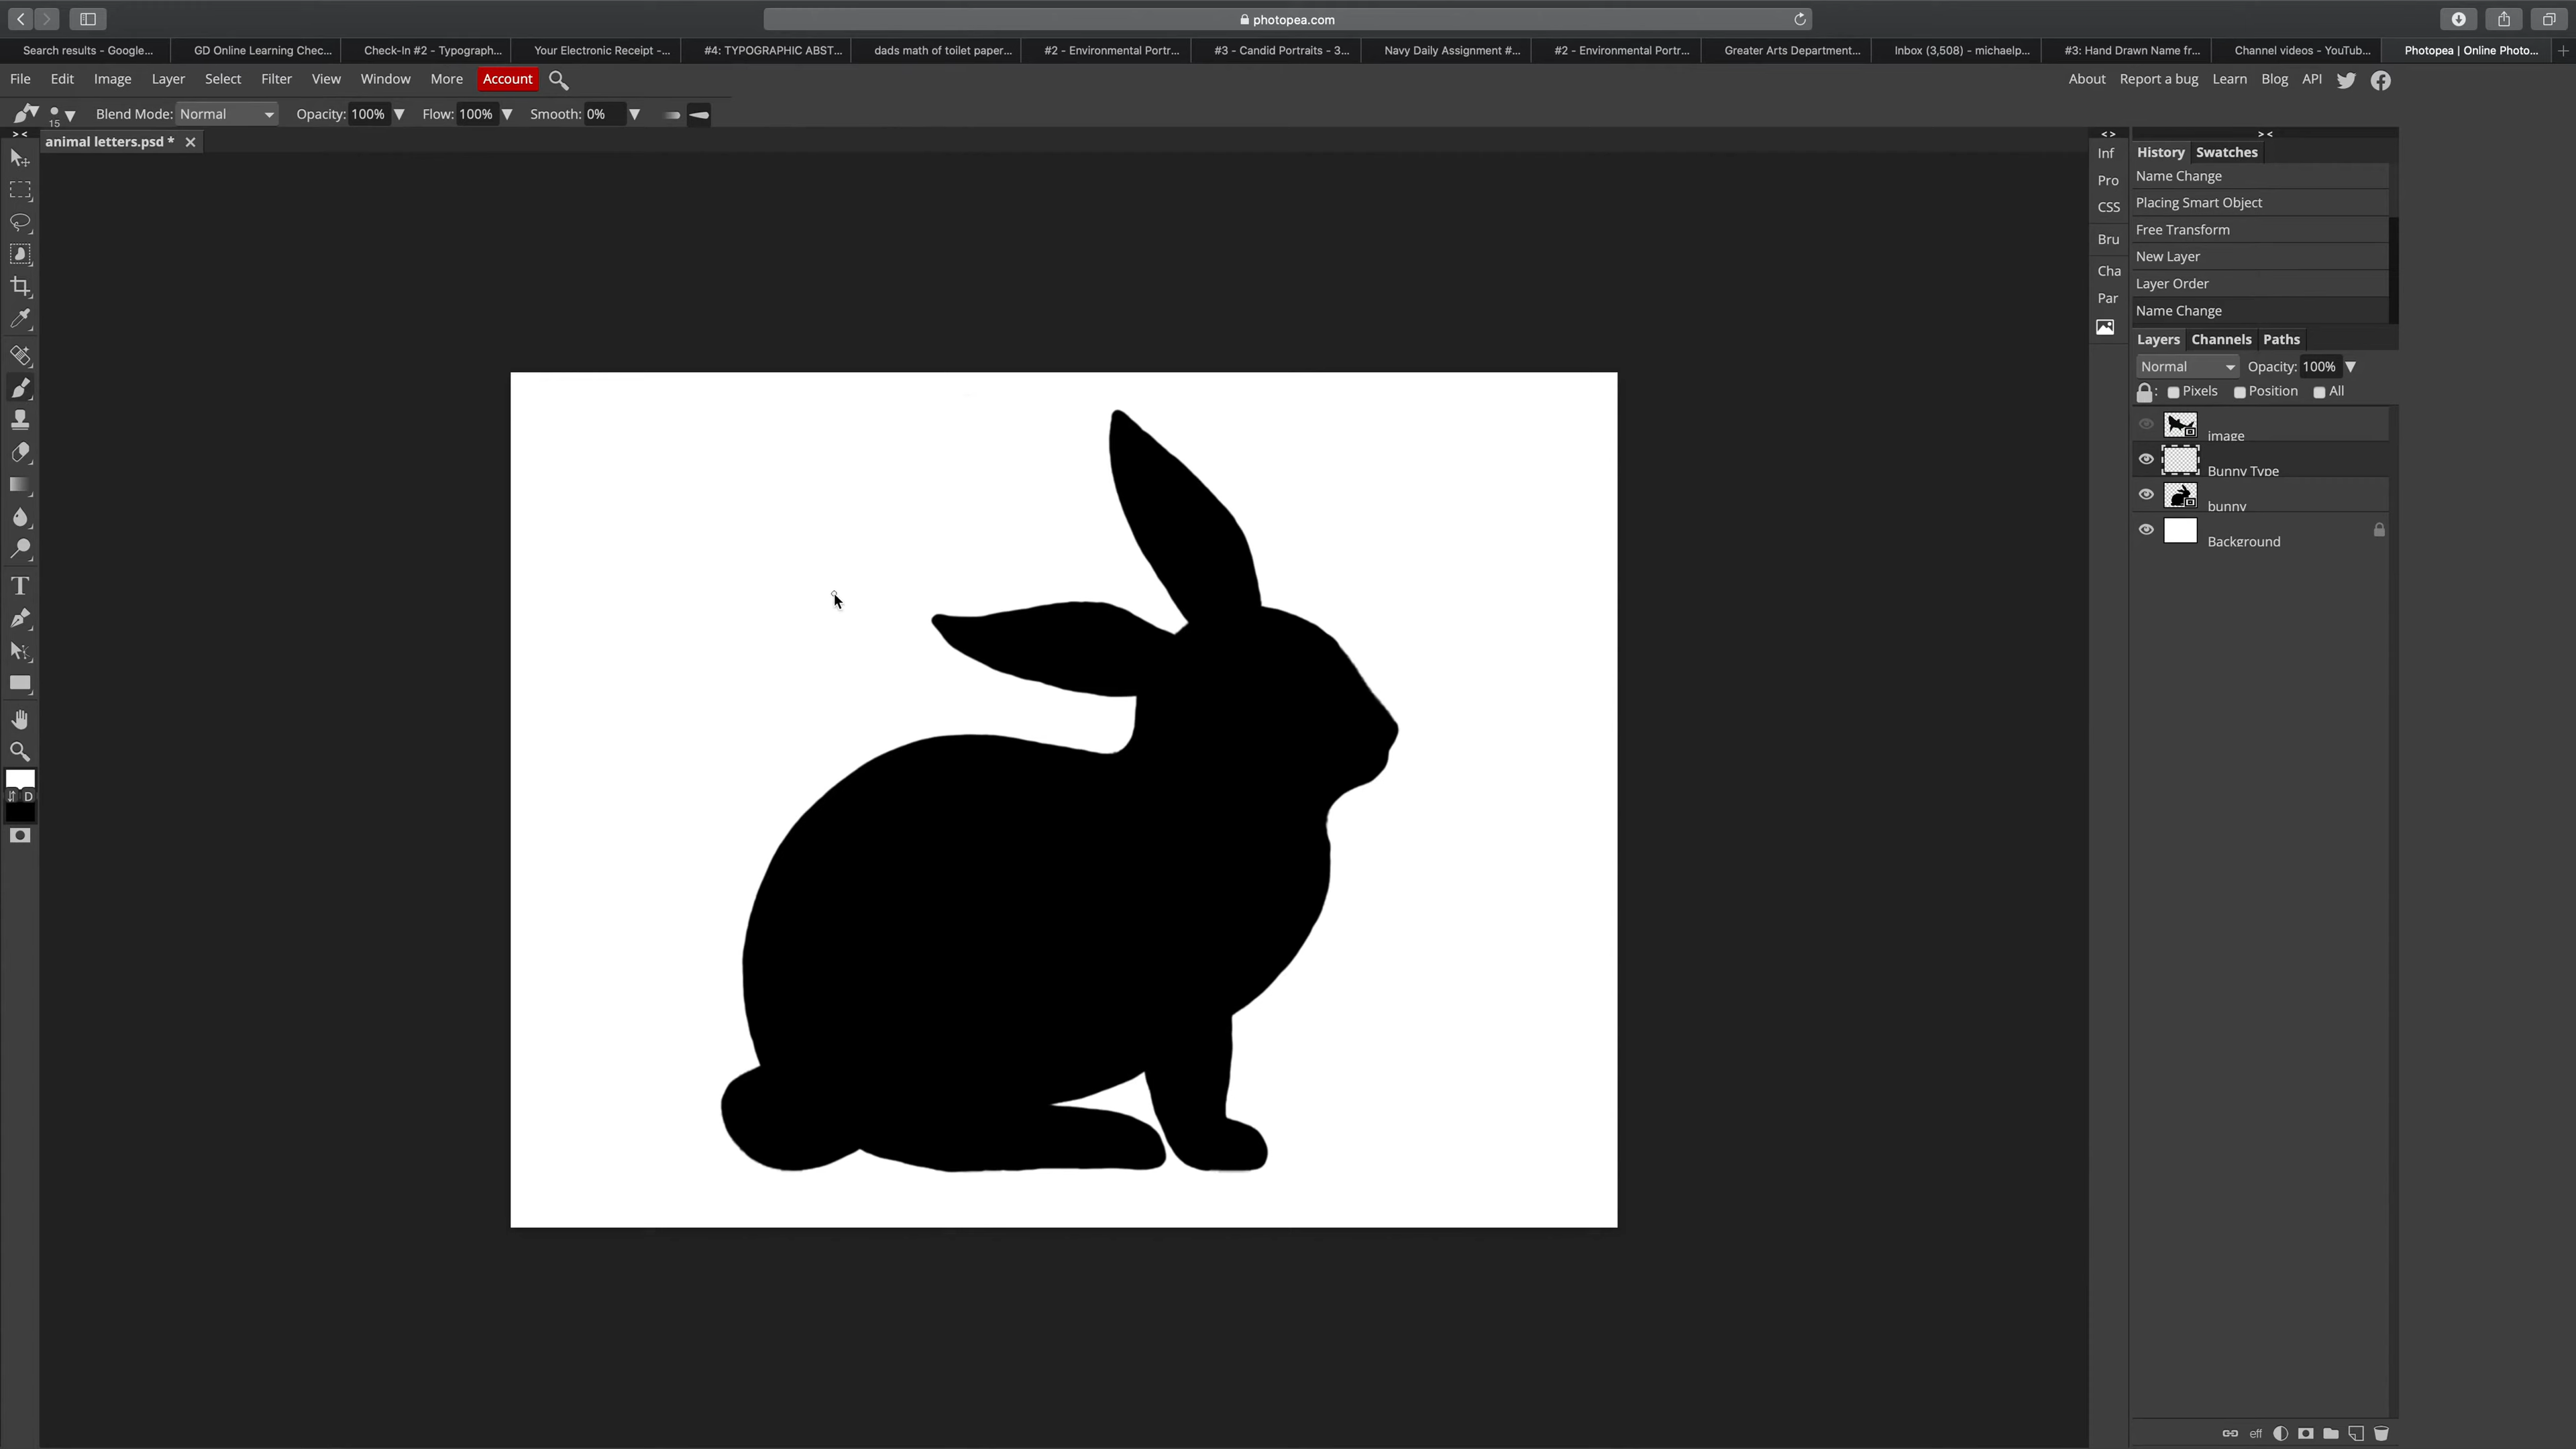 photopea.com
Search results - Google... GD Online Learning Chec... Check-In #2 - Typograph... Your Electronic Receipt -... #4: TYPOGRAPHIC ABST... dads math of toilet paper... #2 - Environmental Portr... #3 - Candid Portraits - 3... Navy Daily Assignment #... #2 - Environmental Portr... Greater Arts Department... Inbox (3,508) - michaelp... #3: Hand Drawn Name fr... Channel videos - YouTub... Photopea | Online Photo...
File Edit Image Layer Select Filter View Window More Account About Report a bug Learn Blog API
15 Blend Mode: Normal Opacity: 100% Flow: 100% Smooth: 0%
animal letters.psd *
Inf
Pro
CSS
Bru
Cha
Par
History Swatches
Name Change
Placing Smart Object
Free Transform
New Layer
Layer Order
Name Change
Layers Channels Paths
Normal Opacity: 100%
: Pixels Position All
image
Bunny Type
bunny
Background
T
D
eff